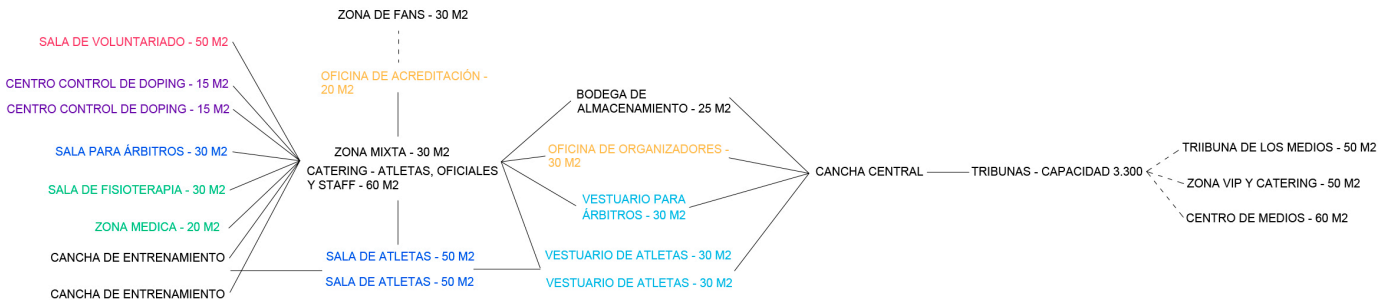 ZONA DE FANS - 30 M2
SALA DE VOLUNTARIADO - 50 M2
CENTRO CONTROL DE DOPING - 15 M2
CENTRO CONTROL DE DOPING - 15 M2
SALA PARA ÁRBITROS - 30 M2
SALA DE FISIOTERAPIA - 30 M2
ZONA MEDICA - 20 M2
CANCHA DE ENTRENAMIENTO
CANCHA DE ENTRENAMIENTO
OFICINA DE ACREDITACIÓN -
20 M2
ZONA MIXTA - 30 M2
CATERING - ATLETAS, OFICIALES
Y STAFF - 60 M2
SALA DE ATLETAS - 50 M2
SALA DE ATLETAS - 50 M2
BODEGA DE
ALMACENAMIENTO - 25 M2
OFICINA DE ORGANIZADORES -
30 M2
VESTUARIO PARA
ÁRBITROS - 30 M2
VESTUARIO DE ATLETAS - 30 M2
VESTUARIO DE ATLETAS - 30 M2
CANCHA CENTRAL
TRIBUNAS - CAPACIDAD 3.300
TRIIBUNA DE LOS MEDIOS - 50 M2
ZONA VIP Y CATERING - 50 M2
CENTRO DE MEDIOS - 60 M2